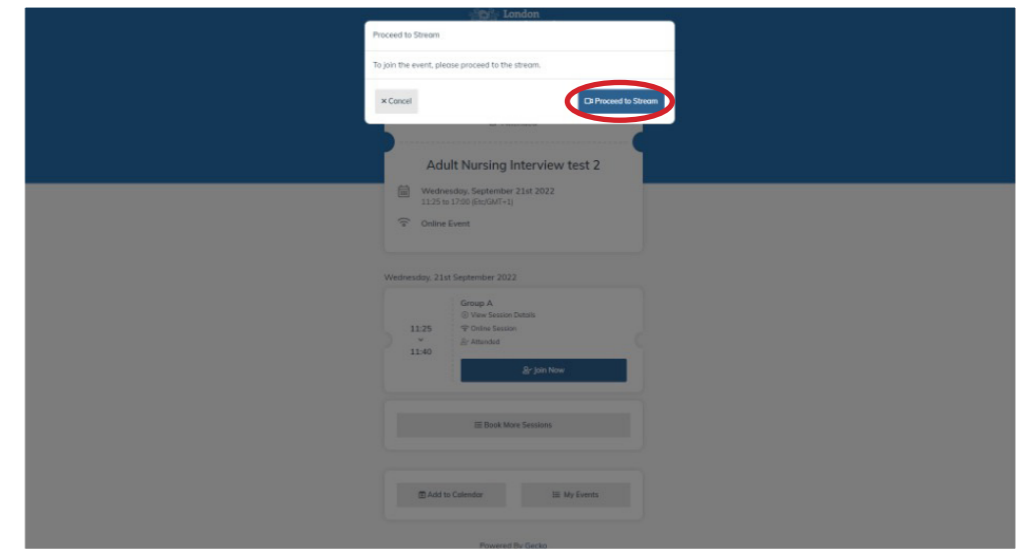 London
Proceed to Stream
To join the event, please proceed to the stream.
× Cancel
Proceed to Stream
Adult Nursing Interview test 2
Wednesday, September 21st 2022
11:25 to 17:00 (Etc/GMT+1)
Online Event
Wednesday, 21st September 2022
Group A
View Session Details
11:25
Online Session
Attended
11:40
Join Now
Book More Sessions
Add to Calendar
My Events
Powered By Gecko